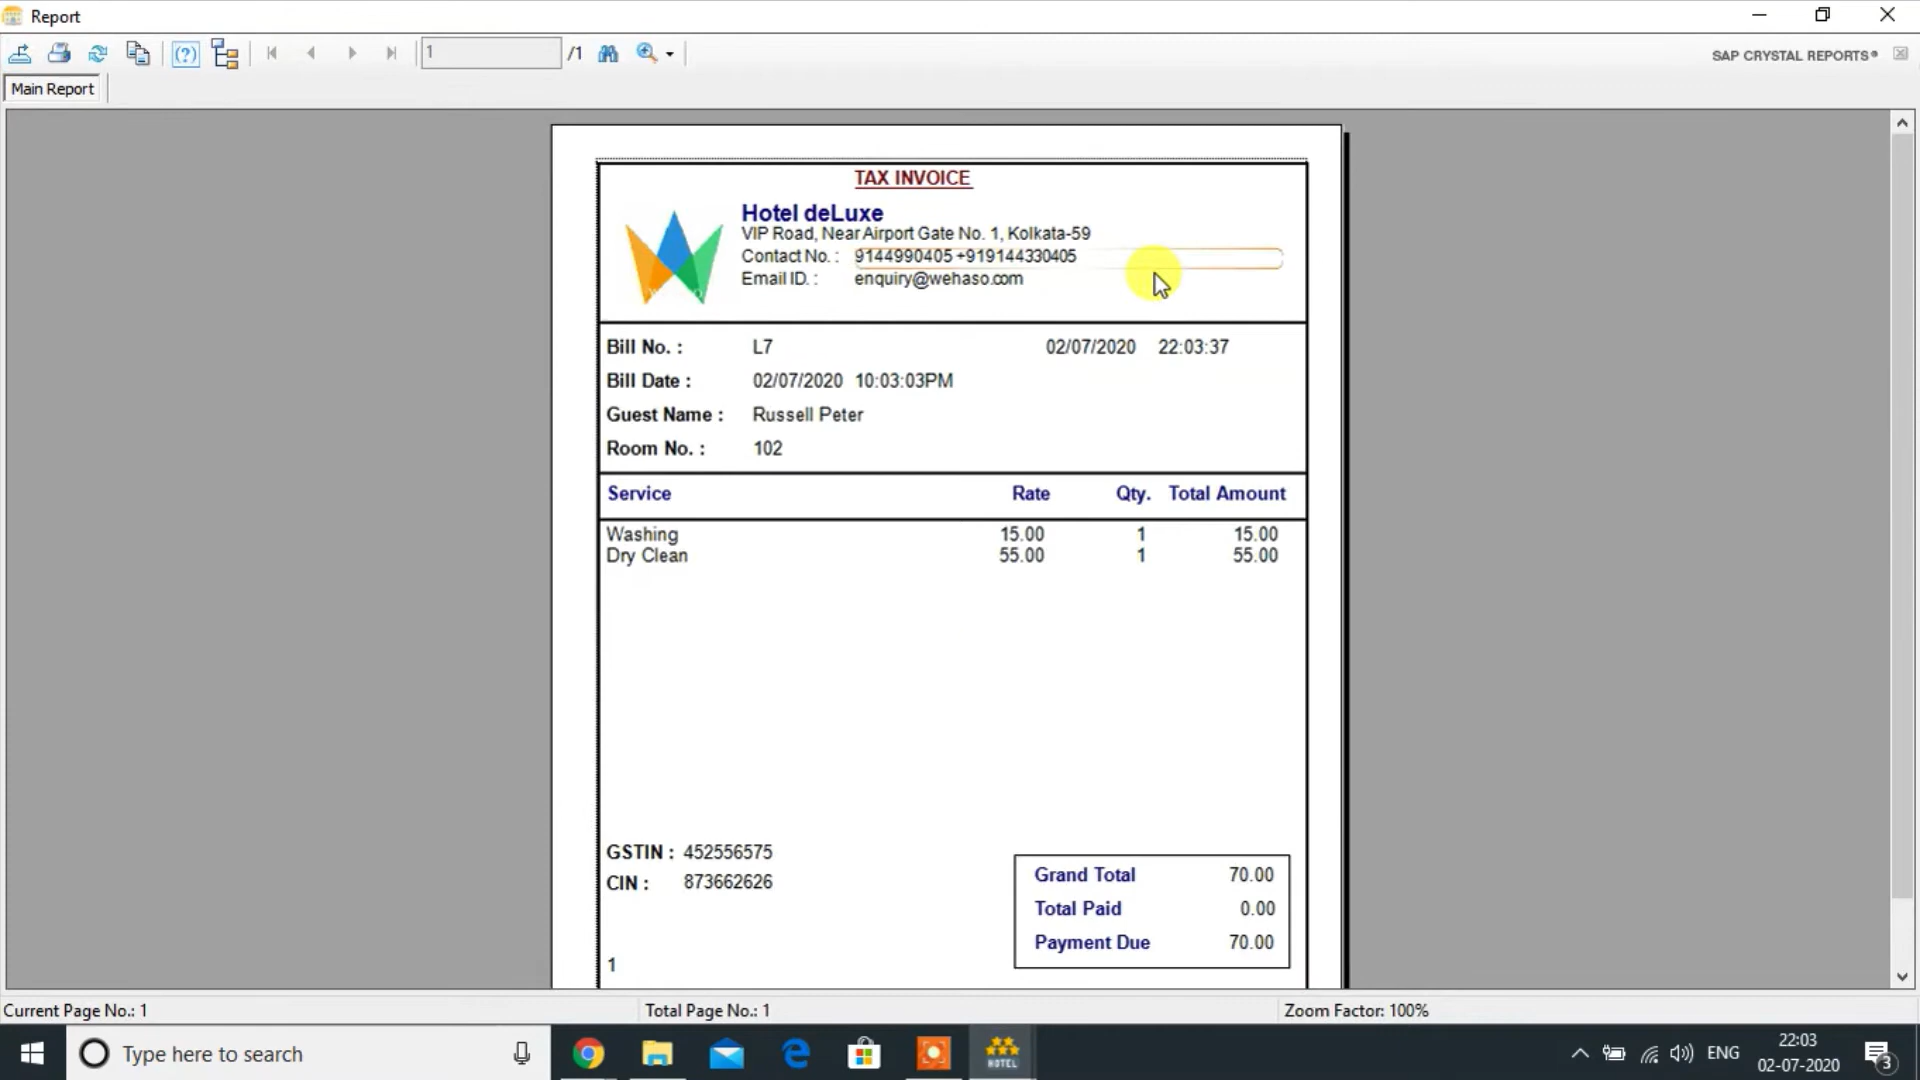 Report
1 /1 SAP CRYSTAL REPORTS®
Main Report
TAX INVOICE
Hotel deLuxe
VIP Road, Near Airport Gate No. 1, Kolkata-59
Contact No. : 9144990405 +919144330405
Email ID. : enquiry@wehaso.com
Bill No. : L7 02/07/2020 22:03:37
Bill Date : 02/07/2020 10:03:03PM
Guest Name : Russell Peter
Room No. : 102
Service Rate Qty. Total Amount
Washing 15.00 1 15.00
Dry Clean 55.00 1 55.00
GSTIN : 452556575
CIN : 873662626
Grand Total 70.00
Total Paid 0.00
Payment Due 70.00
1
Current Page No.: 1 Total Page No.: 1 Zoom Factor: 100%
Type here to search
HOTEL
ENG
22:03
02-07-2020
3